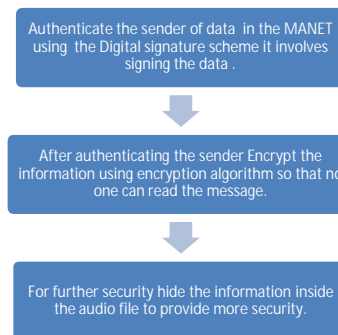 Authenticate the sender of data in the MANET
using the Digital signature scheme it involves
signing the data .
After authenticating the sender Encrypt the
information using encryption algorithm so that no
one can read the message.
For further security hide the information inside
the audio file to provide more security.